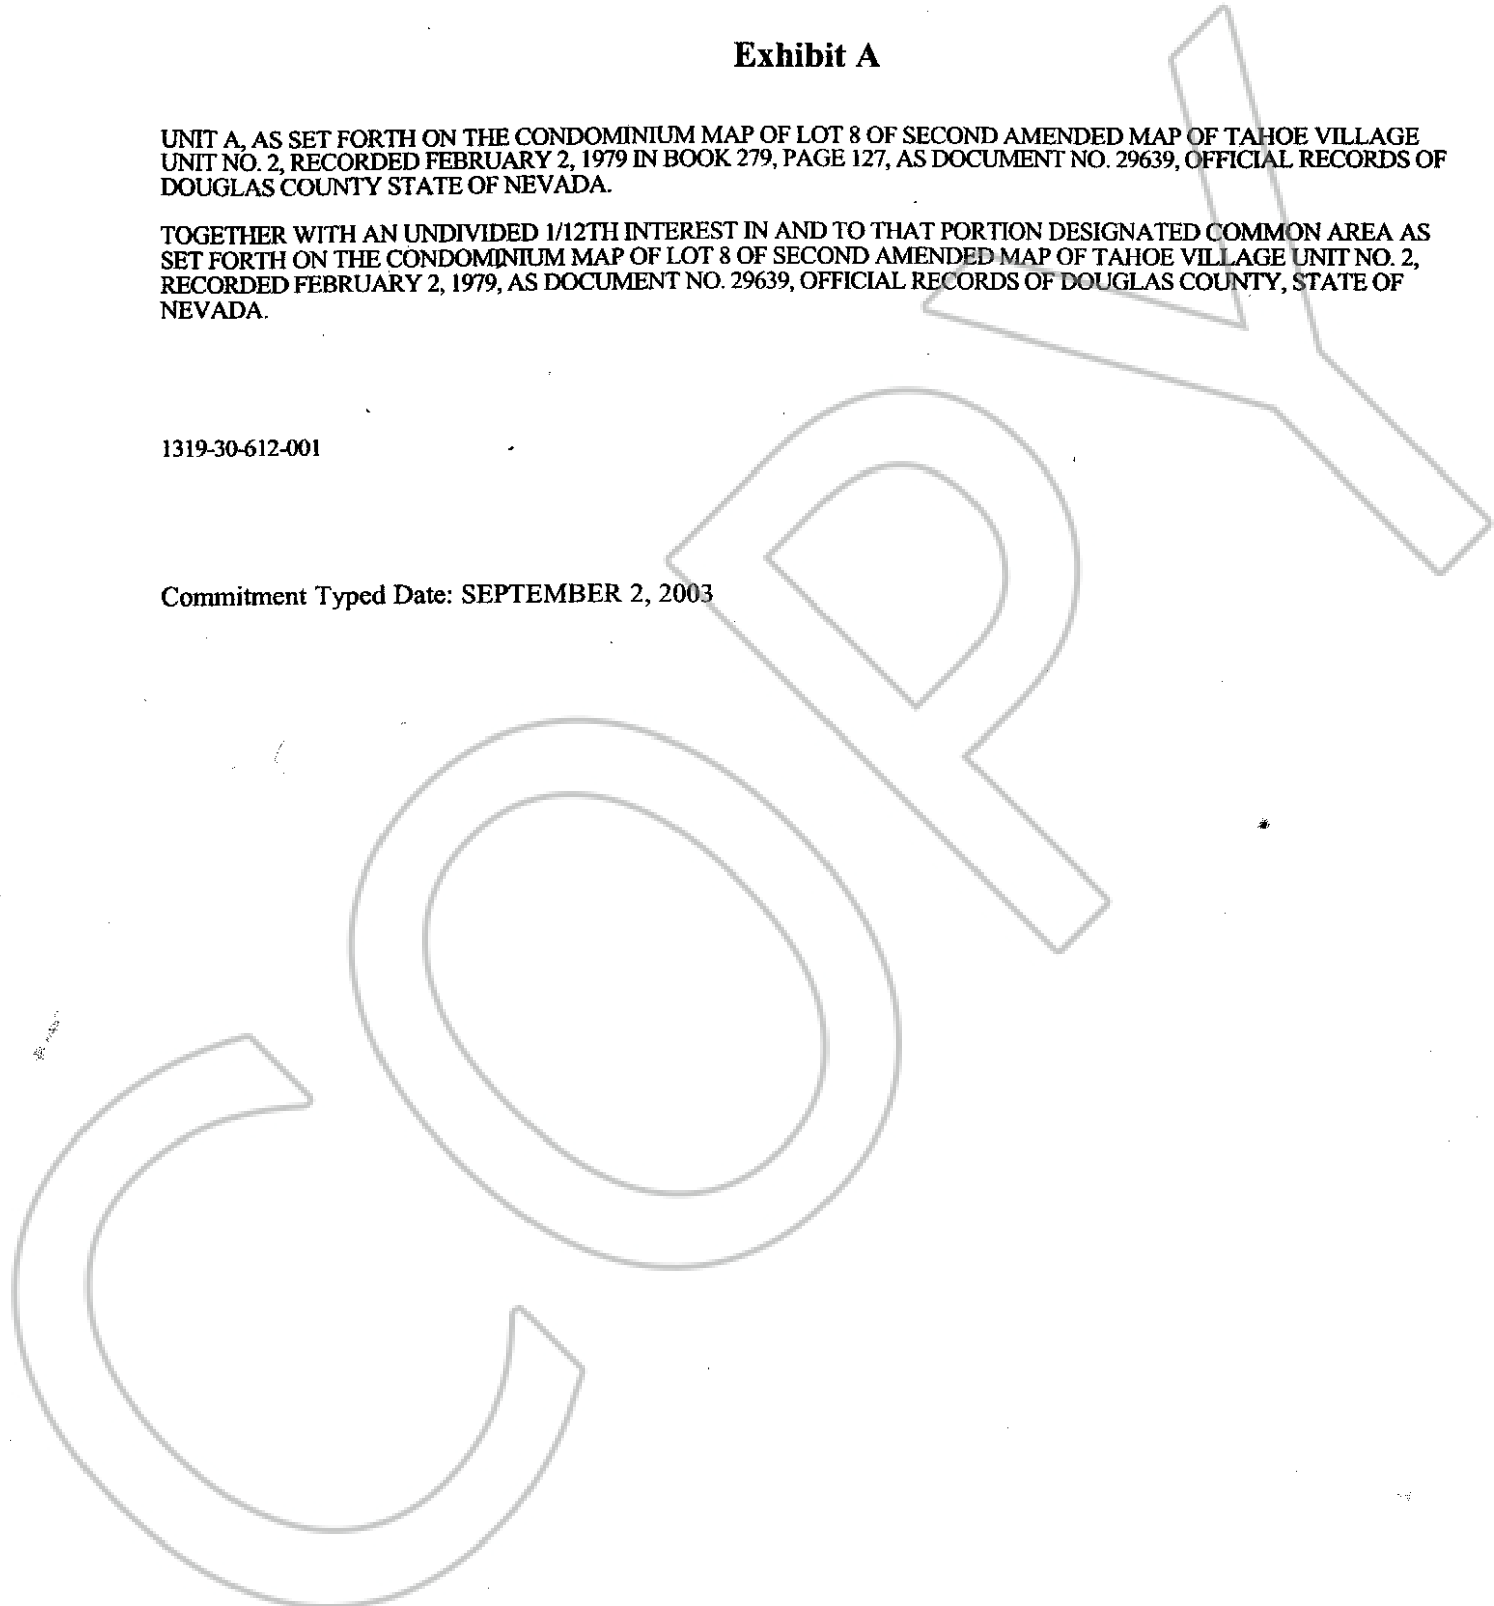 Exhibit A
UNIT A, AS SET FORTH ON THE CONDOMINIUM MAP OF LOT 8 OF SECOND AMENDED MAP OF TAHOE VILLAGE
UNIT NO. 2, RECORDED FEBRUARY 2, 1979 IN BOOK 279, PAGE 127, AS DOCUMENT NO. 29639, OFFICIAL RECORDS OF
DOUGLAS COUNTY STATE OF NEVADA.
TOGETHER WITH AN UNDIVIDED 1/12TH INTEREST IN AND TO THAT PORTION DESIGNATED COMMON AREA AS
SET FORTH ON THE CONDOMINIUM MAP OF LOT 8 OF SECOND AMENDED MAP OF TAHOE VILLAGE UNIT NO. 2,
RECORDED FEBRUARY 2, 1979, AS DOCUMENT NO. 29639, OFFICIAL RECORDS OF DOUGLAS COUNTY, STATE OF
NEVADA.
1319-30-612-001
Commitment Typed Date: SEPTEMBER 2, 2003
COPY